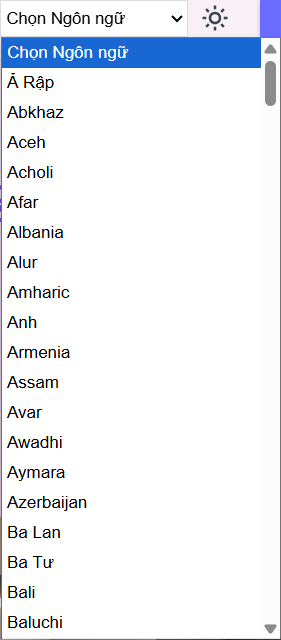 Chọn Ngôn ngữ
Chọn Ngôn ngữ
Ả Rập
Abkhaz
Aceh
Acholi
Afar
Albania
Alur
Amharic
Anh
Armenia
Assam
Avar
Awadhi
Aymara
Azerbaijan
Ba Lan
Ba Tư
Bali
Baluchi